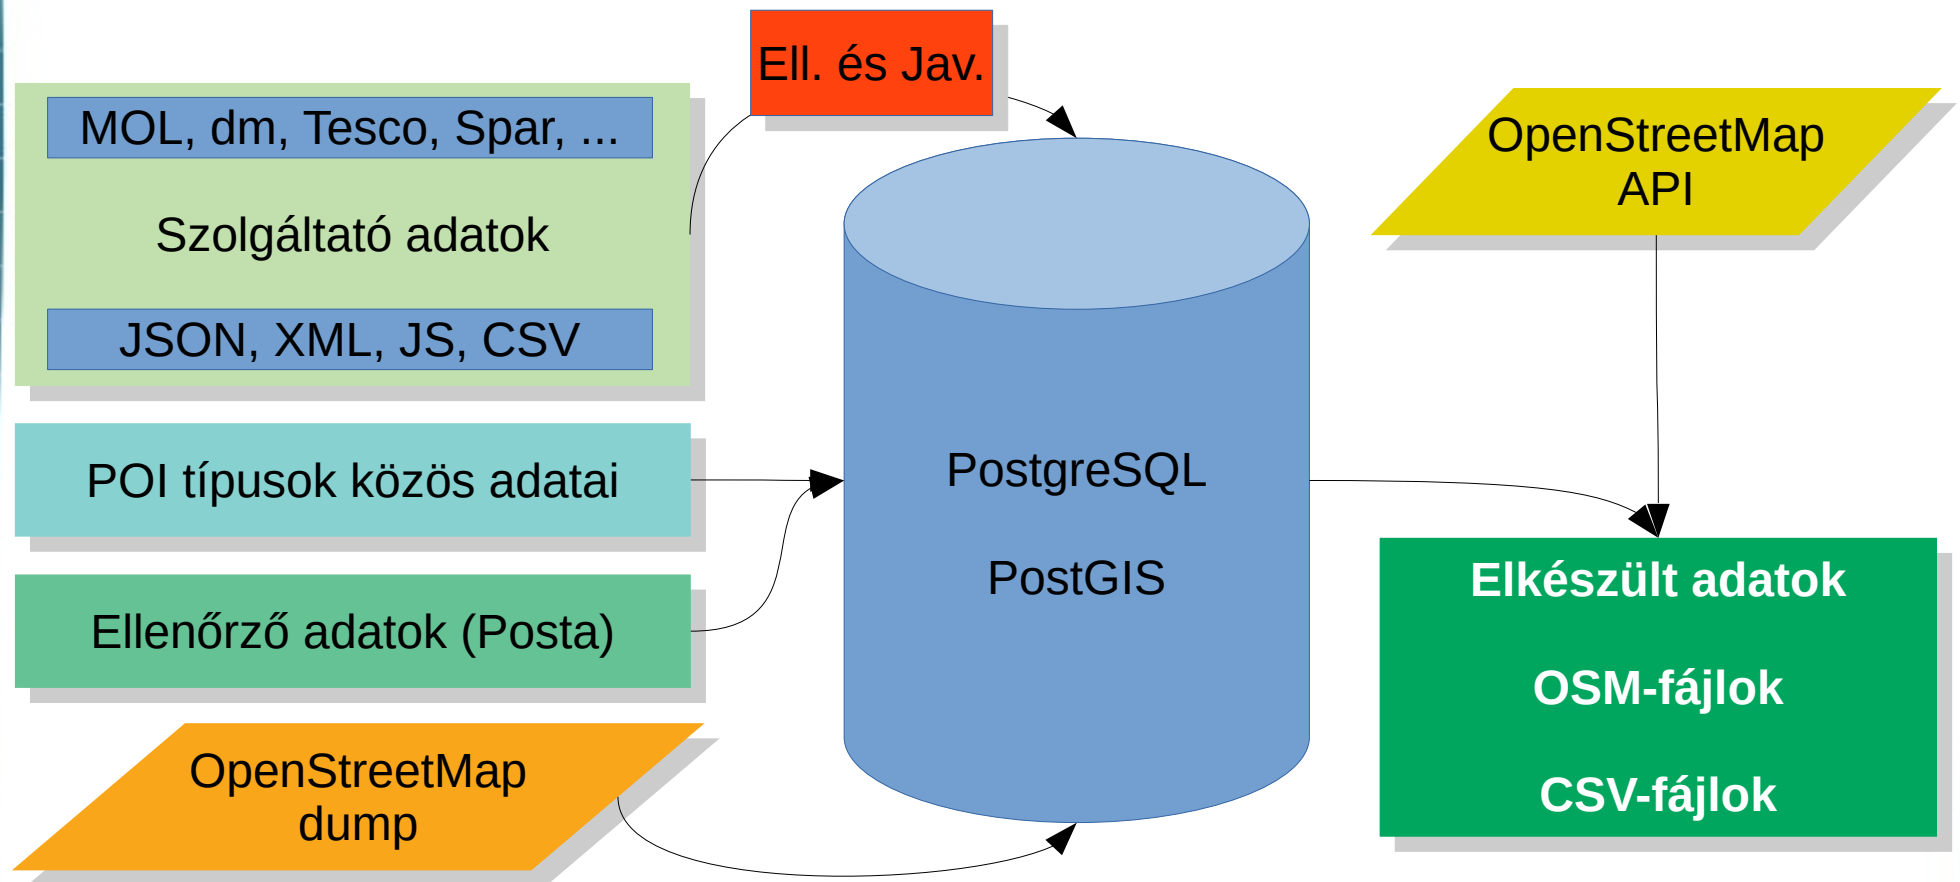 Ell. és Jav.
MOL, dm, Tesco, Spar, ...
Szolgáltató adatok
JSON, XML, JS, CSV
POI típusok közös adatai
Ellenőrző adatok (Posta)
OpenStreetMap
dump
PostgreSQL
PostGIS
OpenStreetMap
API
Elkészült adatok
OSM-fájlok
CSV-fájlok